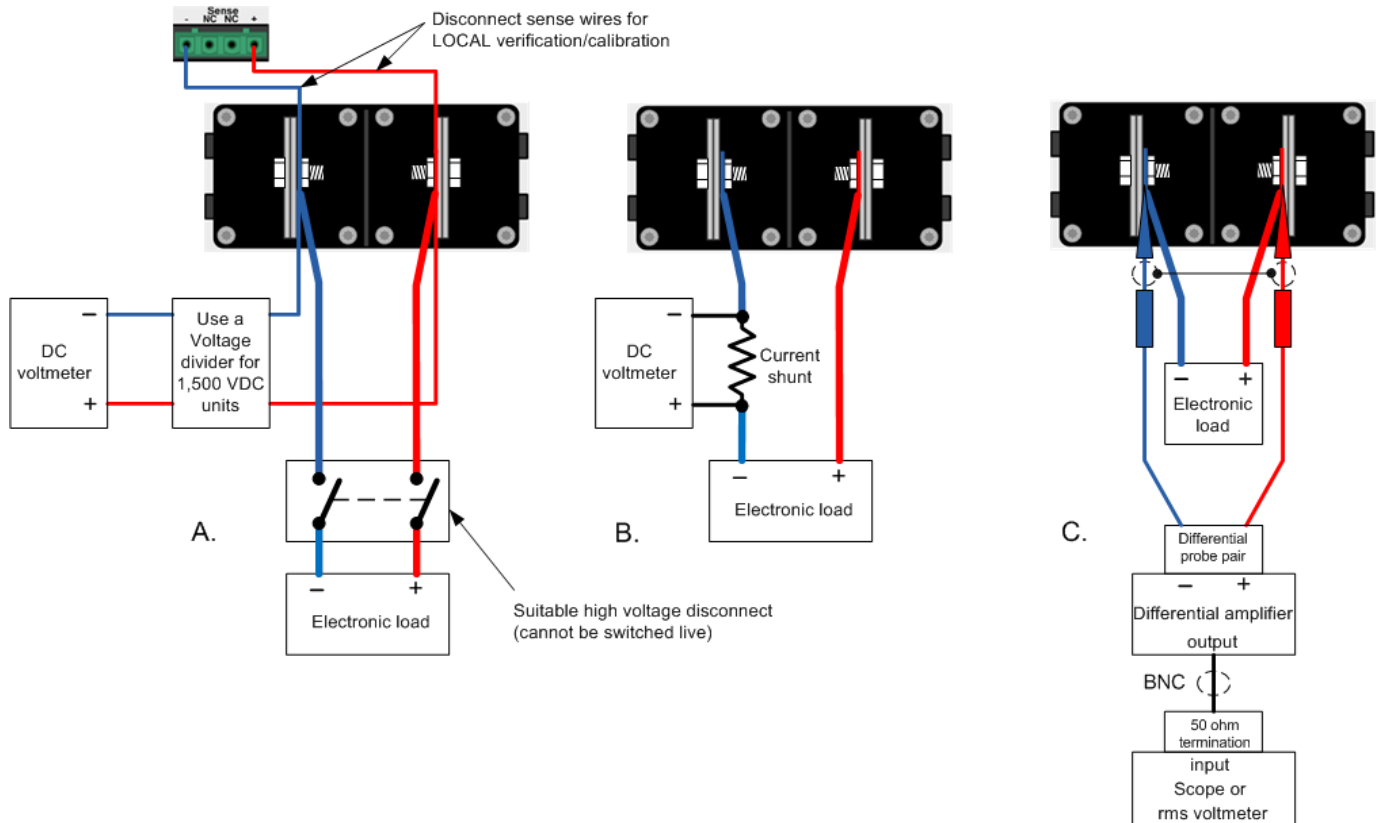 Sense
- NC NC +
Disconnect sense wires for
LOCAL verification/calibration
−
DC
voltmeter
+
Use a
Voltage
divider for
1,500 VDC
units
A.
− +
Electronic load
Suitable high voltage disconnect
(cannot be switched live)
−
DC
voltmeter
+
Current
shunt
B.
− +
Electronic load
− +
Electronic
load
C.
Differential
probe pair
− +
Differential amplifier
output
BNC
50 ohm
termination
input
Scope or
rms voltmeter